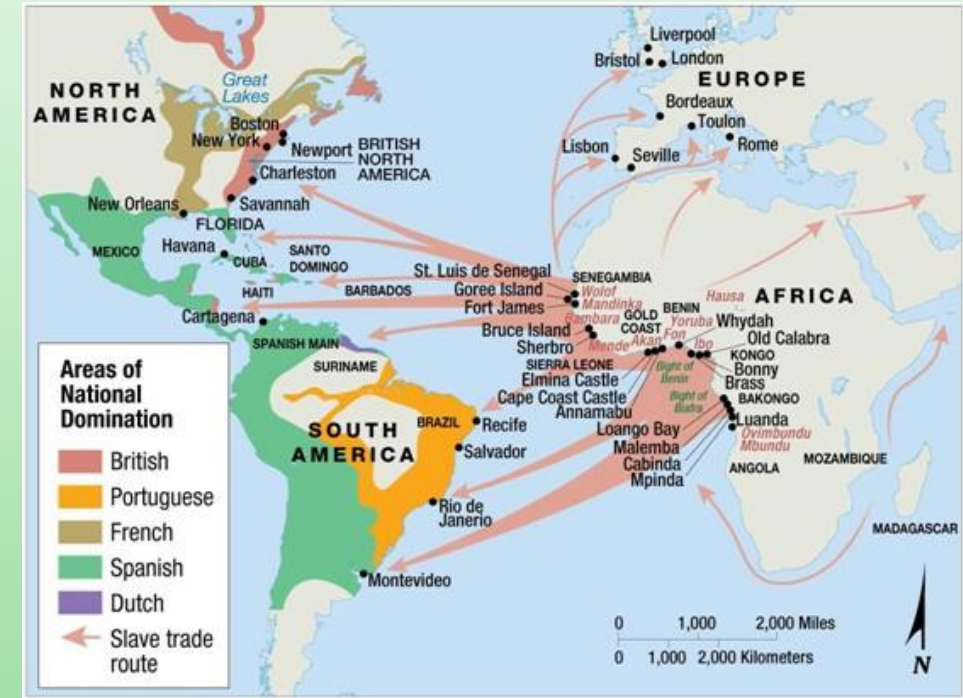 NORTH
AMERICA
Great
Lakes
Boston
New York
Newport
BRITISH
NORTH
AMERICA
Charleston
New Orleans
Savannah
FLORIDA
MEXICO
Havana
CUBA
SANTO
DOMINGO
HAITI
BARBADOS
Cartagena
SPANISH MAIN
SURINAME
BRAZIL
SOUTH
AMERICA
Recife
Salvador
Rio de
Janerio
Montevideo
Liverpool
Bristol
London
EUROPE
Bordeaux
Toulon
Lisbon
Seville
Rome
St. Luis de Senegal
SENEGAMBIA
Goree Island
Wolof
Fort James
Mandinka
Bambara
Hausa
AFRICA
GOLD
COAST
BENIN
Bruce Island
Yoruba
Whydah
Sherbro
Mende
Akan
Fon
Ibo
Old Calabra
SIERRA LEONE
KONGO
Elmina Castle
Bight of
Benin
Bonny
Cape Coast Castle
Brass
Annamabu
Bight of
Biafra
BAKONGO
Loango Bay
Luanda
Malemba
Ovimbundu
Mbundu
Cabinda
Mpinda
ANGOLA
MOZAMBIQUE
MADAGASCAR
Areas of
National
Domination
British
Portuguese
French
Spanish
Dutch
Slave trade
route
0 1,000 2,000 Miles
0 1,000 2,000 Kilometers
N